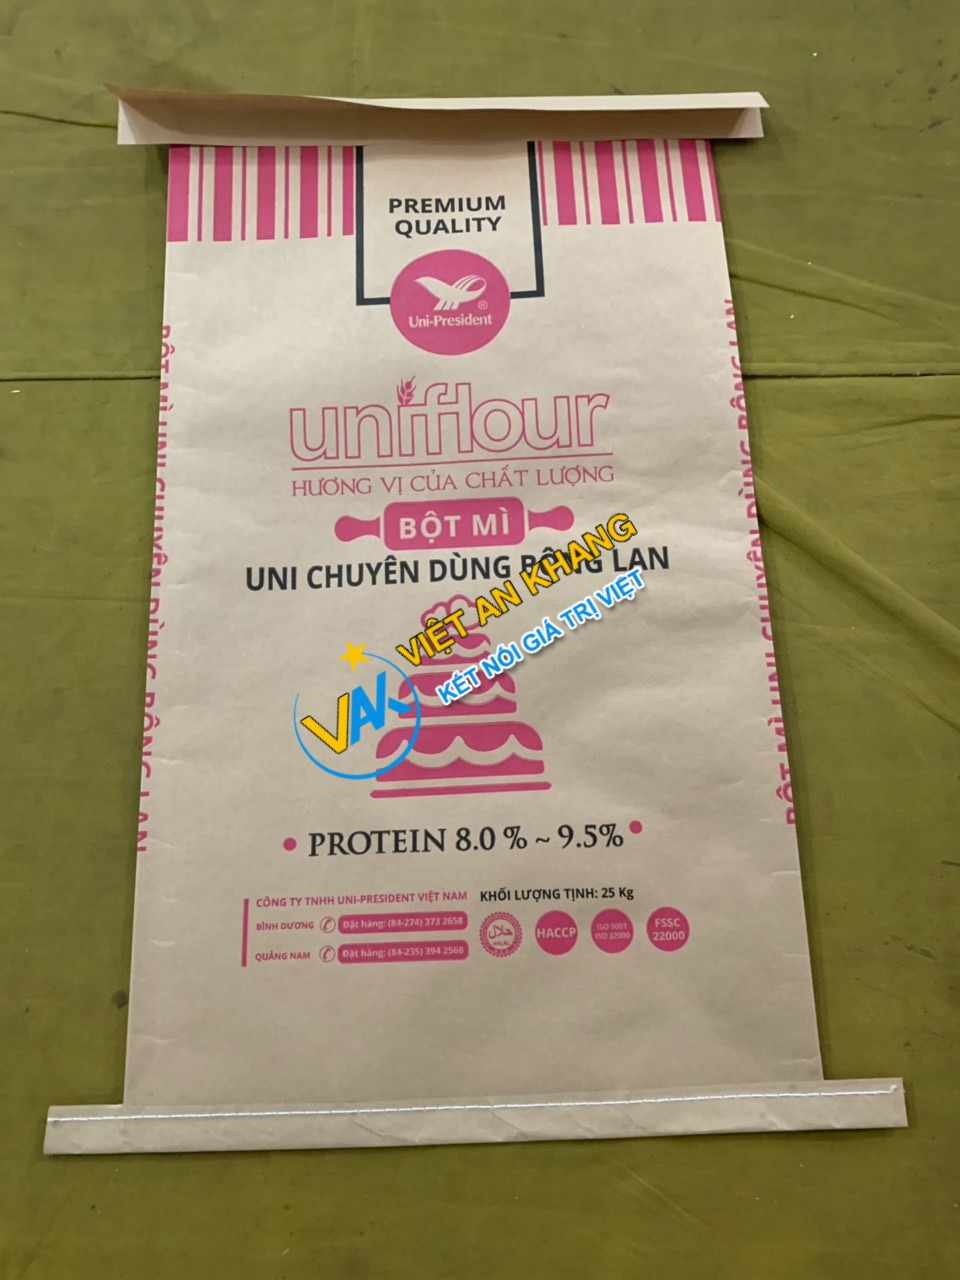 PREMIUM
QUALITY
Uni-President
®
uniflour
HƯƠNG VỊ CỦA CHẤT LƯỢNG
BỘT MÌ
UNI CHUYÊN DÙNG BÔNG LAN
VIỆT AN KHANG
KẾT NỐI GIÁ TRỊ VIỆT
VAK
PROTEIN 8.0 % ~ 9.5%
CÔNG TY TNHH UNI-PRESIDENT VIỆT NAM
BÌNH DƯƠNG Đặt hàng: (84-274) 373 2658
QUẢNG NAM Đặt hàng: (84-235) 394 2568
KHỐI LƯỢNG TỊNH: 25 Kg
حلال
HALAL
HACCP
ISO 9001
ISO 22000
FSSC
22000
BỘT MÌ UNI CHUYÊN DÙNG BÔNG LAN
BỘT MÌ UNI CHUYÊN DÙNG BÔNG LAN